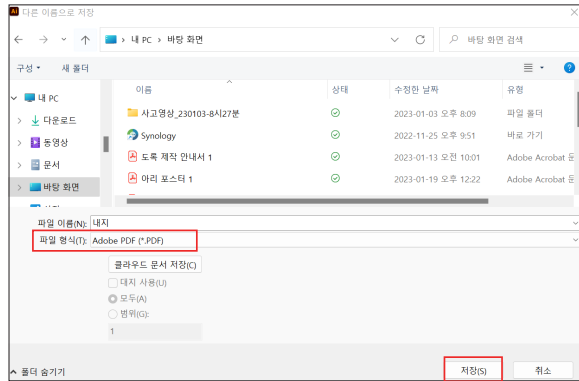 Ai 다른 이름으로 저장
내 PC › 바탕 화면
바탕 화면 검색
구성
새 폴더
이름 상태 수정한 날짜 유형
내 PC
다운로드
동영상
문서
바탕 화면
사고영상_230103-8시27분 2023-01-03 오후 8:09 파일 폴더
Synology 2022-11-25 오후 9:51 바로 가기
도록 제작 안내서 1 2023-01-13 오전 10:01 Adobe Acrobat 문
아리 포스터 1 2023-01-19 오후 12:22 Adobe Acrobat 문
파일 이름(N): 내지
파일 형식(T): Adobe PDF (*.PDF)
클라우드 문서 저장(C)
대지 사용(U)
모두(A)
범위(G):
1
폴더 숨기기
저장(S)
취소